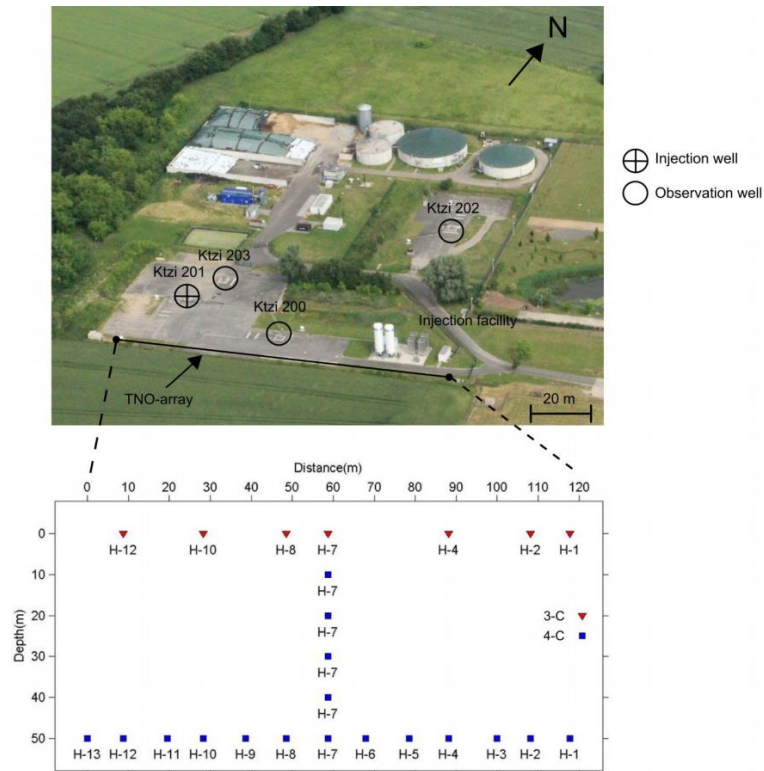 N
Injection well
Observation well
Ktzi 202
Ktzi 203
Ktzi 201
Ktzi 200
Injection facility
TNO-array
20 m
Distance(m)
0 10 20 30 40 50 60 70 80 90 100 110 120
0
H-12 H-10 H-8 H-7 H-4 H-2 H-1
10
H-7
20
H-7
3-C
4-C
30
H-7
40
H-7
50
H-13 H-12 H-11 H-10 H-9 H-8 H-7 H-6 H-5 H-4 H-3 H-2 H-1
Depth(m)